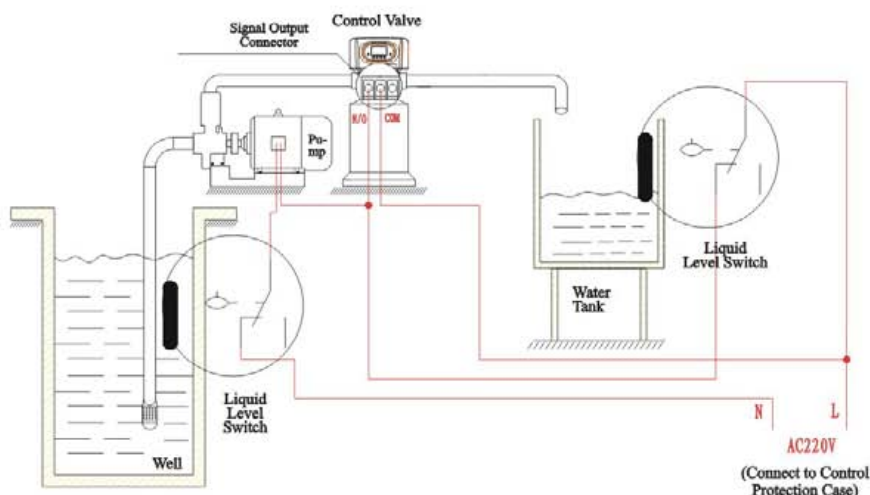 Signal Output
Connector
Control Valve
N/O
COM
Pu-
mp
Liquid
Level Switch
Water
Tank
Liquid
Level
Switch
Well
N
L
AC220V
(Connect to Control
Protection Case)